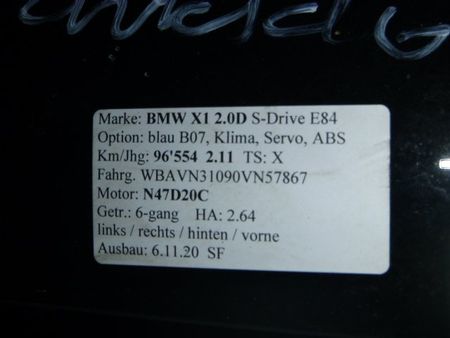 Marke: BMW X1 2.0D S-Drive E84
Option: blau B07, Klima, Servo, ABS
Km/Jhg: 96'554 2.11 TS: X
Fahrg. WBAVN31090VN57867
Motor: N47D20C
Getr.: 6-gang HA: 2.64
links / rechts / hinten / vorne
Ausbau: 6.11.20 SF